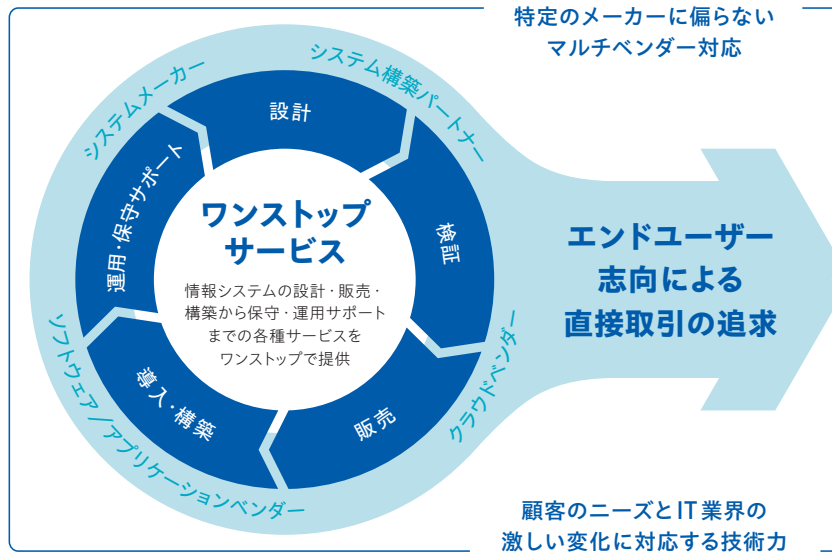 特定のメーカーに偏らない
マルチベンダー対応
システムメーカー
システム構築パートナー
設計
検証
販売
導入・構築
運用・保守サポート
ワンストップ
サービス
情報システムの設計・販売・
構築から保守・運用サポート
までの各種サービスを
ワンストップで提供
クラウドベンダー
ソフトウェア／アプリケーションベンダー
エンドユーザー
志向による
直接取引の追求
顧客のニーズとIT業界の
激しい変化に対応する技術力